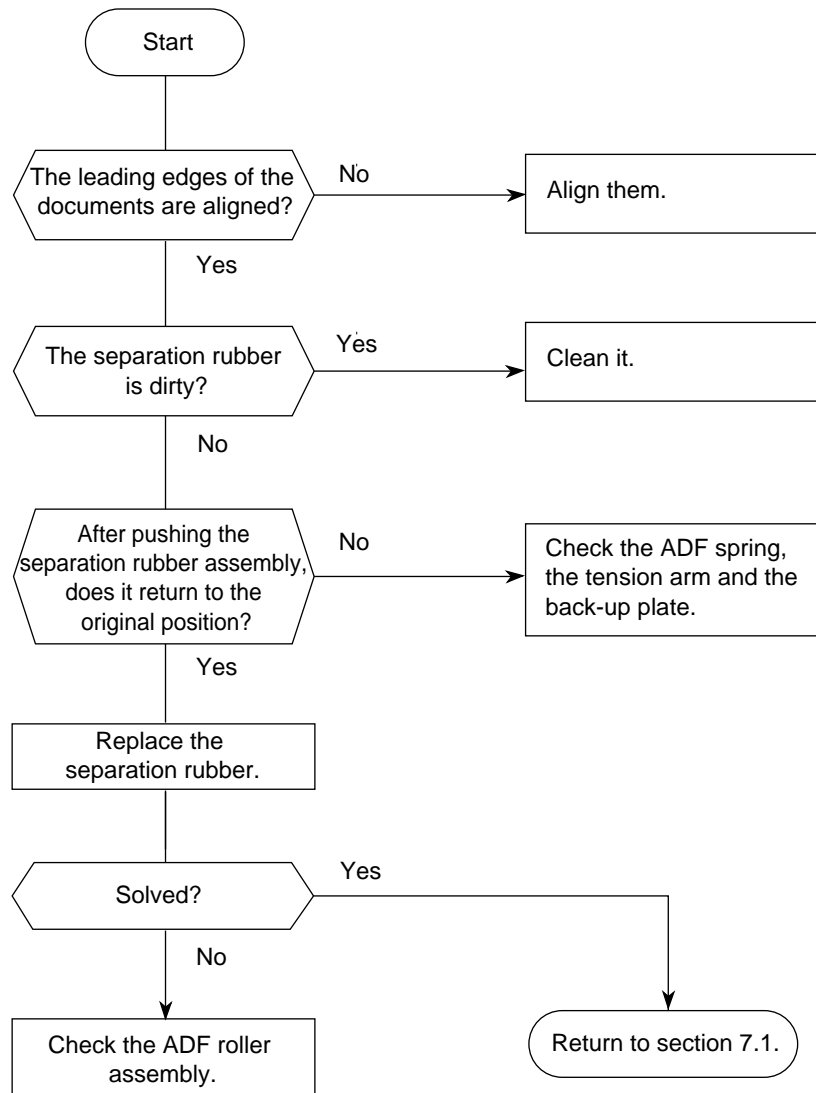 Start
The leading edges of the
documents are aligned?
No
Align them.
Yes
The separation rubber
is dirty?
Yes
Clean it.
No
After pushing the
separation rubber assembly,
does it return to the
original position?
No
Check the ADF spring,
the tension arm and the
back-up plate.
Yes
Replace the
separation rubber.
Solved?
Yes
No
Check the ADF roller
assembly.
Return to section 7.1.